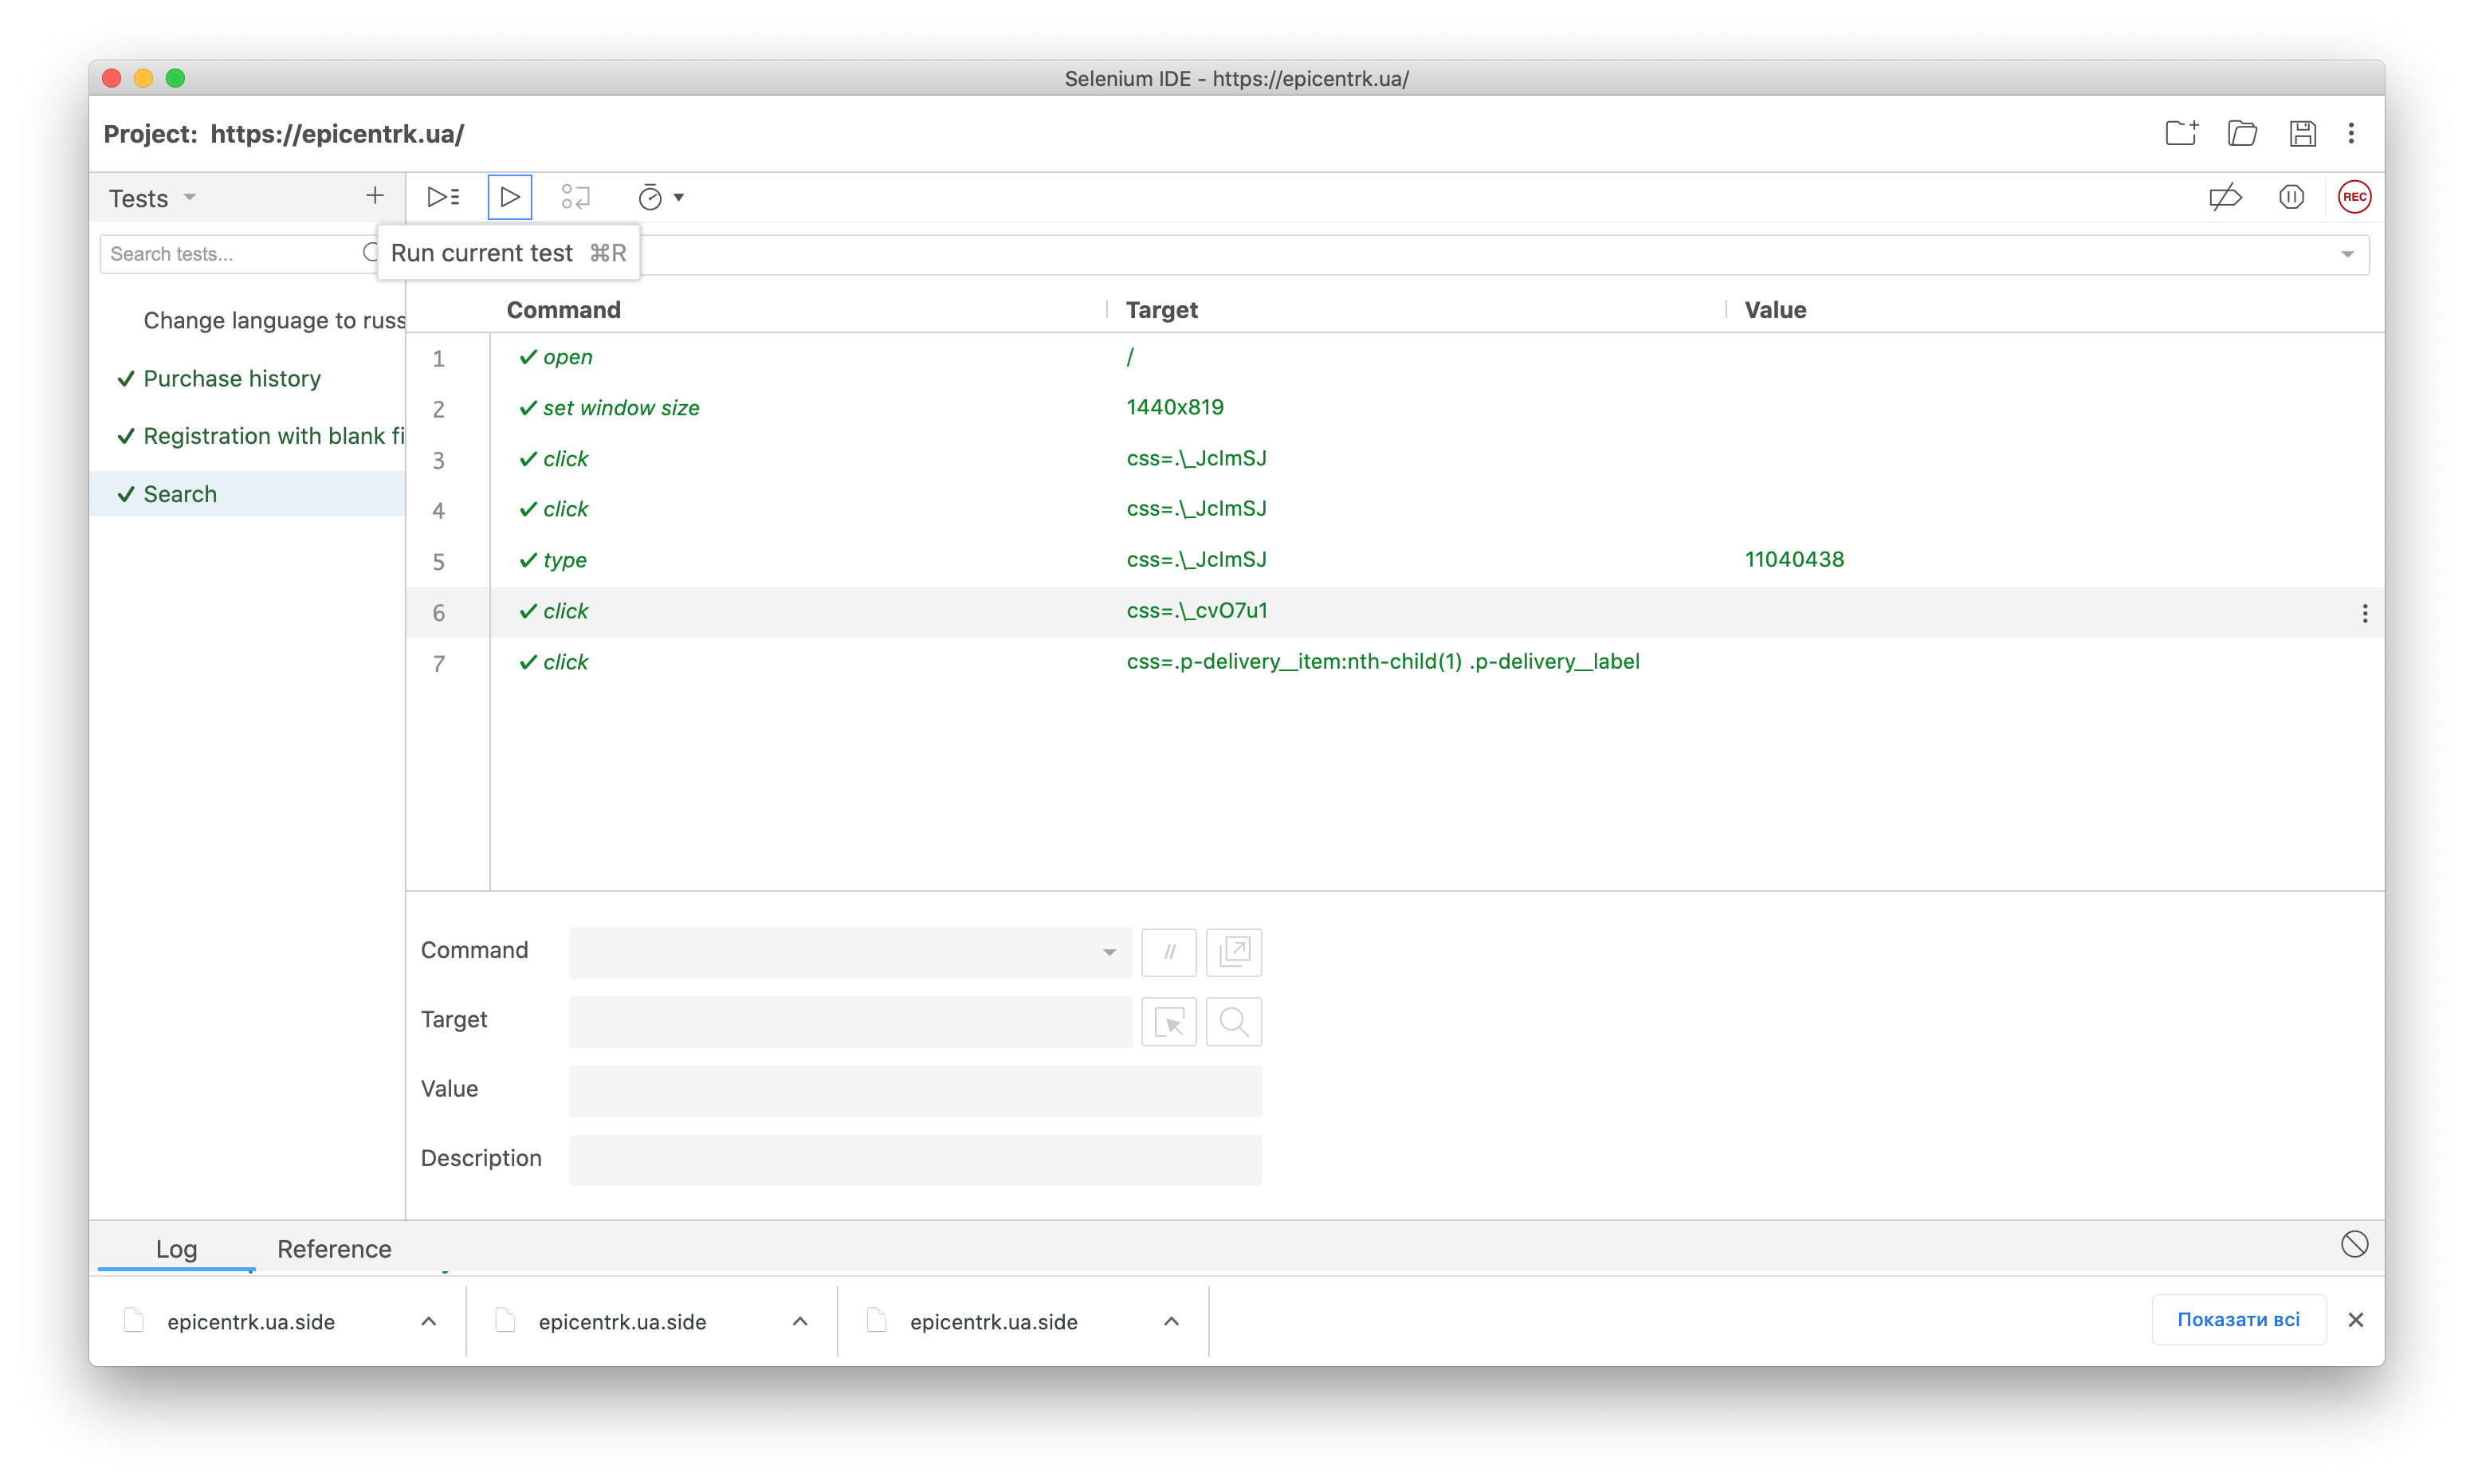 Selenium IDE - https://epicentrk.ua/
Project: https://epicentrk.ua/
Tests
REC
Search tests...
Run current test ⌘R
Command Target Value
Change language to russ
Purchase history
Registration with blank fi
Search
1 open /
2 set window size 1440x819
3 click css=.\_JcImSJ
4 click css=.\_JcImSJ
5 type css=.\_JcImSJ 11040438
6 click css=.\_cvO7u1
7 click css=.p-delivery__item:nth-child(1) .p-delivery__label
Command //
Target
Value
Description
Log Reference
epicentrk.ua.side epicentrk.ua.side epicentrk.ua.side Показати всі